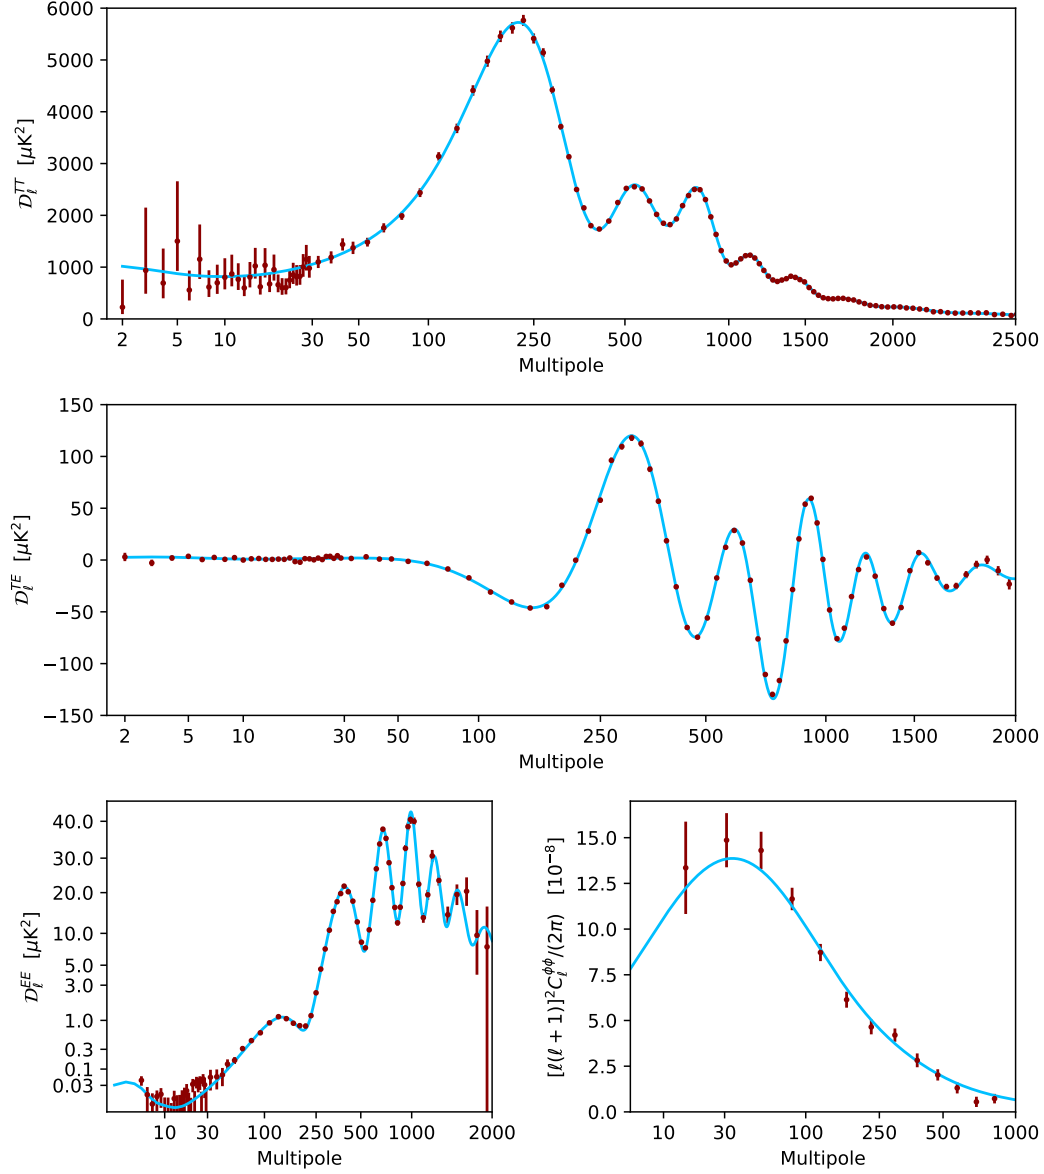 6000
5000
4000
3000
2000
1000
0
𝒟ℓ^TT [μK²]
2 5 10 30 100 250 500 1000 1500 2000 2500
Multipole
150
100
50
0
−50
−100
−150
𝒟ℓ^TE [μK²]
2 5 10 30 50 100 250 500 1000 1500 2000
Multipole
40.0
30.0
20.0
10.0
5.0
3.0
1.0
0.3
0.1
0.03
𝒟ℓ^EE [μK²]
10 30 100 250 500 1000 2000
Multipole
15.0
12.5
10.0
7.5
5.0
2.5
0.0
[ℓ(ℓ + 1)]²Cℓ^ϕϕ/(2π) [10⁻⁸]
10 30 100 250 500 1000
Multipole